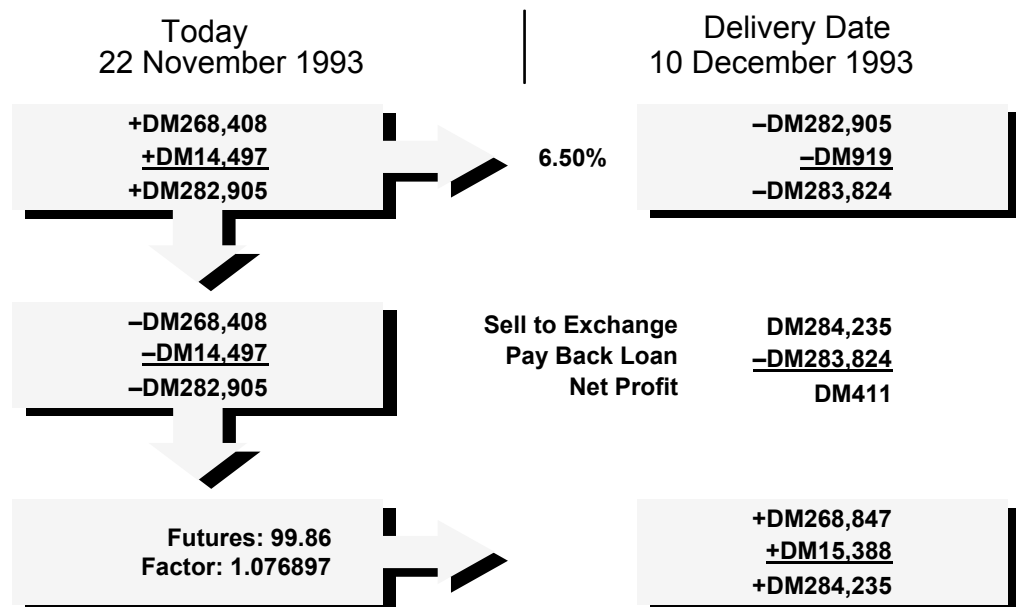 Today
22 November 1993
Delivery Date
10 December 1993
+DM268,408
+DM14,497
+DM282,905
6.50%
–DM282,905
–DM919
–DM283,824
–DM268,408
–DM14,497
–DM282,905
Sell to Exchange DM284,235
Pay Back Loan –DM283,824
Net Profit DM411
Futures: 99.86
Factor: 1.076897
+DM268,847
+DM15,388
+DM284,235